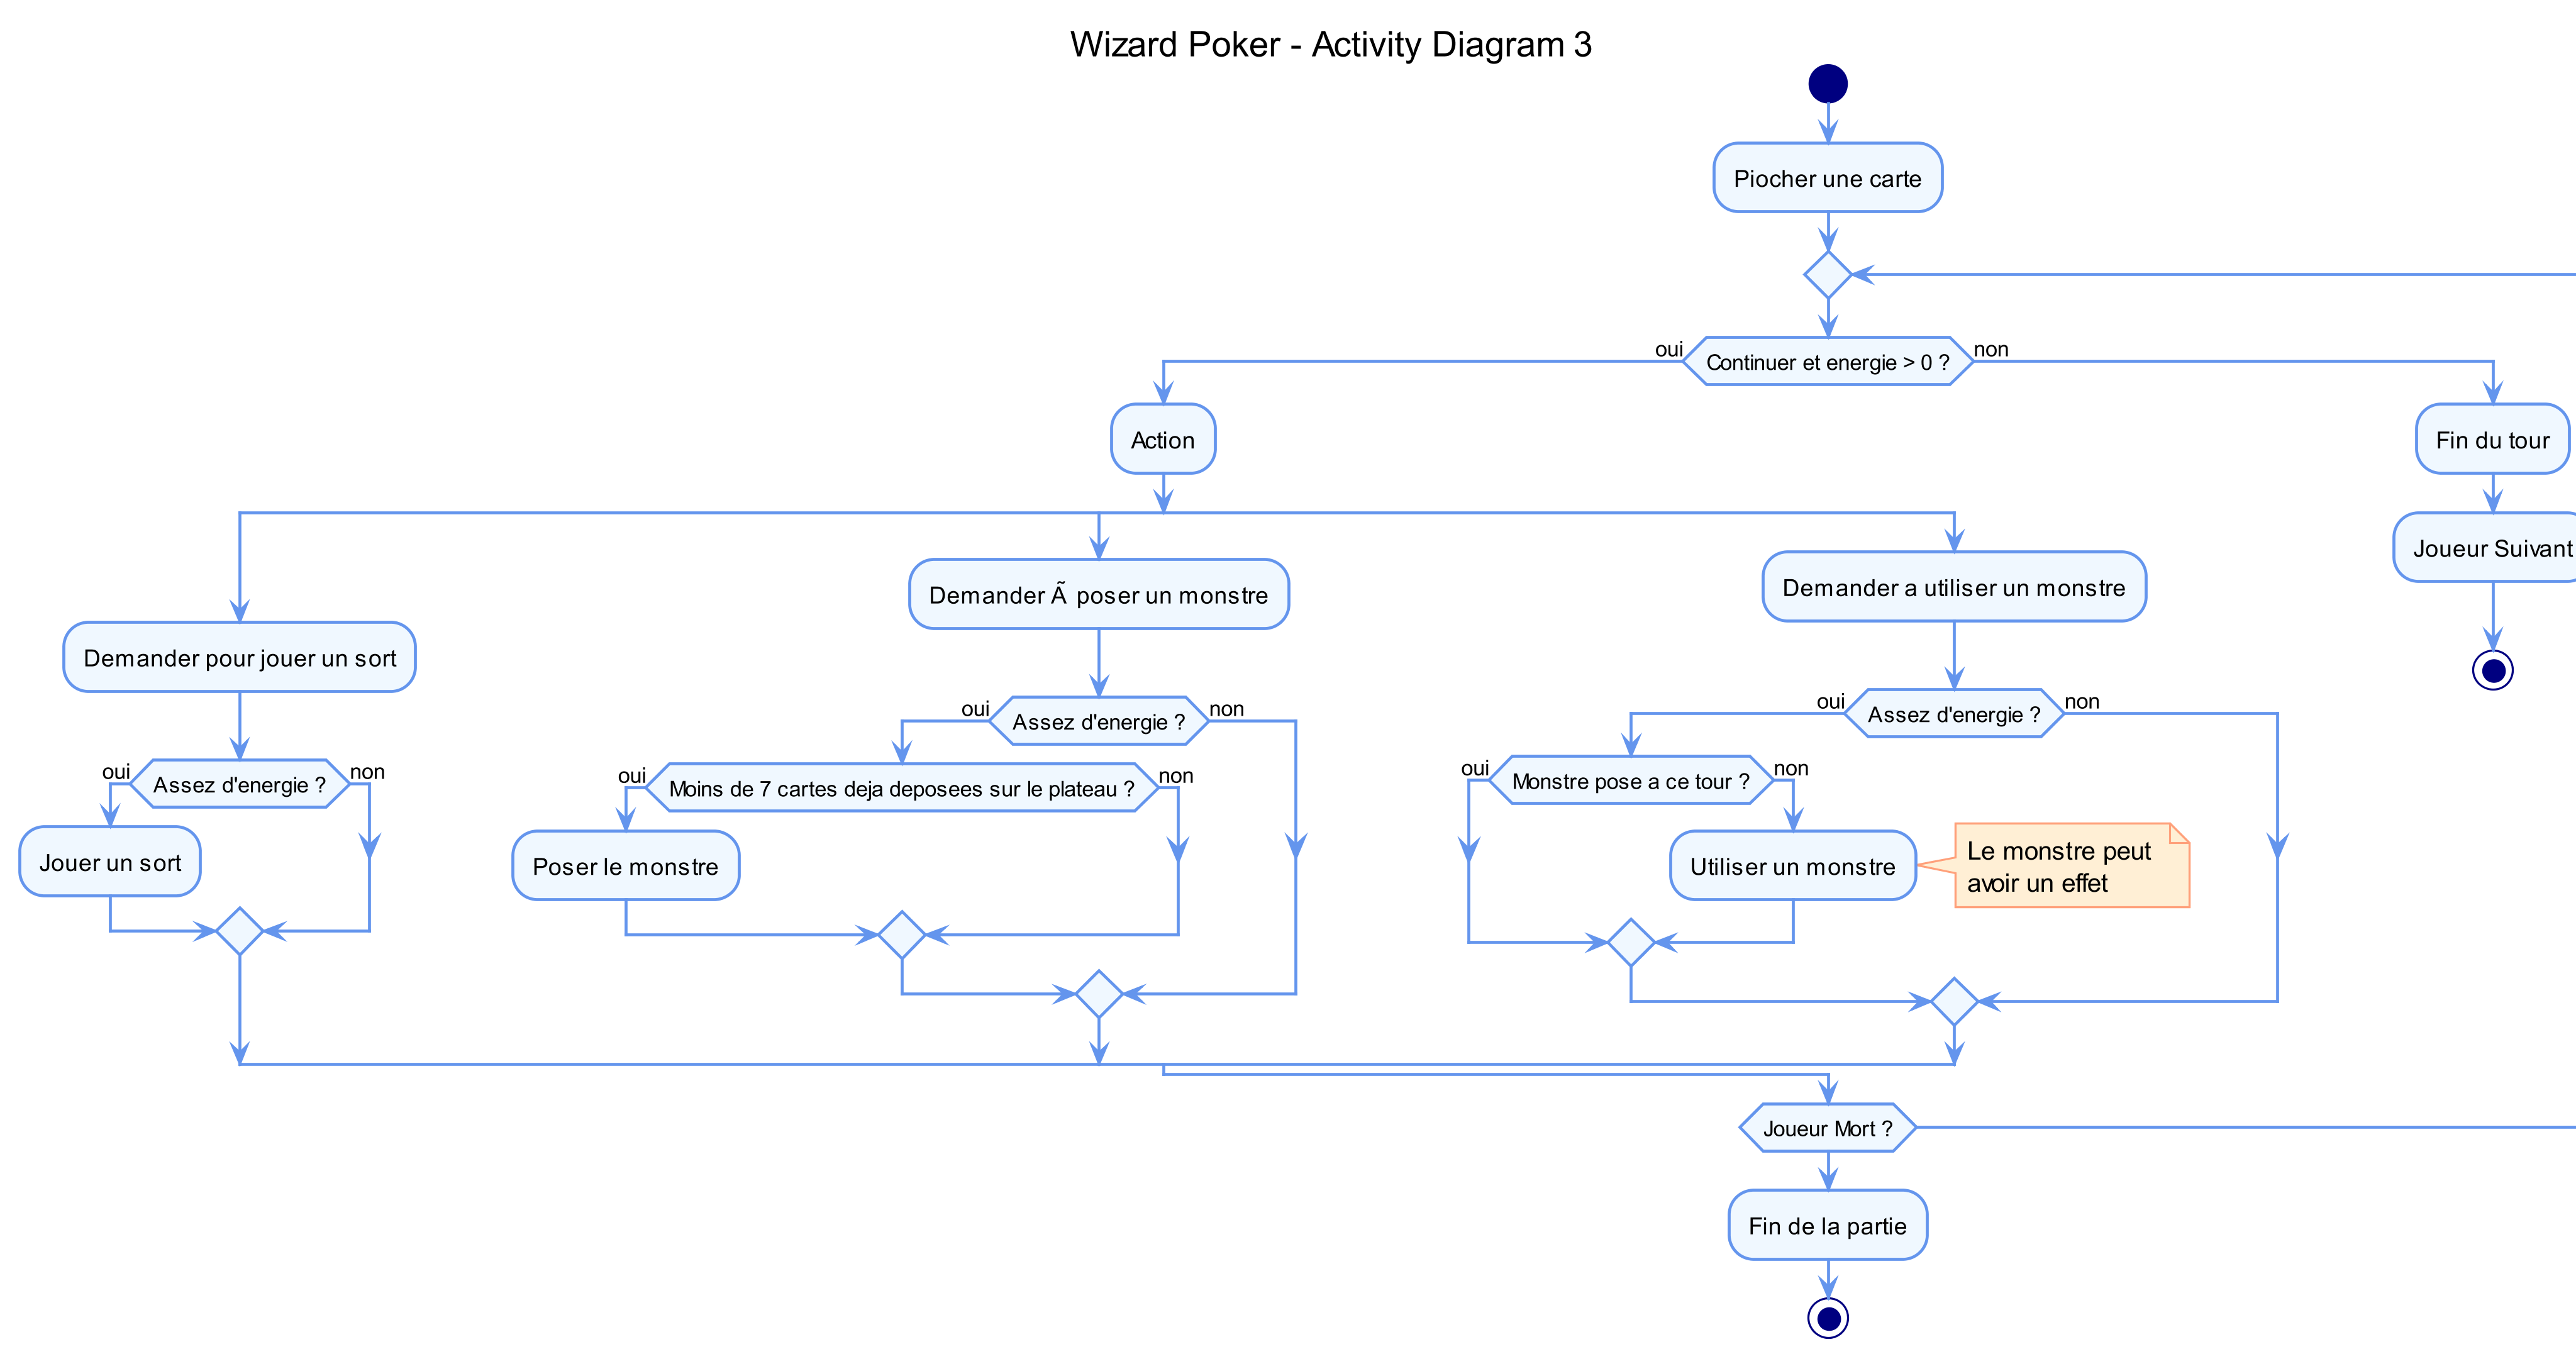 Wizard Poker - Activity Diagram 3
Piocher une carte
oui
Continuer et energie > 0 ?
non
Action
Fin du tour
Joueur Suivant
Demander pour jouer un sort
Demander Ã  poser un monstre
Demander a utiliser un monstre
oui
Assez d'energie ?
non
Jouer un sort
oui
Assez d'energie ?
non
oui
Moins de 7 cartes deja deposees sur le plateau ?
non
Poser le monstre
oui
Assez d'energie ?
non
oui
Monstre pose a ce tour ?
non
Utiliser un monstre
Le monstre peut
avoir un effet
Joueur Mort ?
Fin de la partie